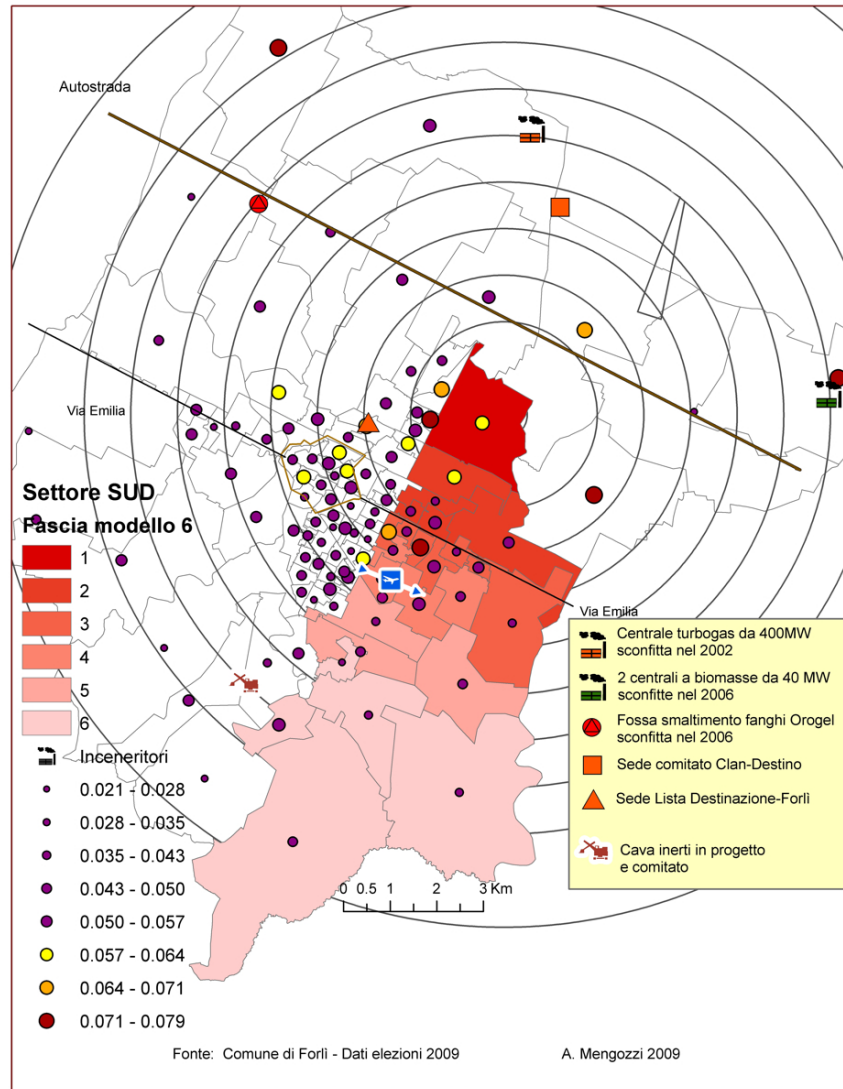 Autostrada
Via Emilia
Settore SUD
Fascia modello 6
1
2
3
4
5
6
Inceneritori
0.021 - 0.028
0.028 - 0.035
0.035 - 0.043
0.043 - 0.050
0.050 - 0.057
0.057 - 0.064
0.064 - 0.071
0.071 - 0.079
Via Emilia
Centrale turbogas da 400MW
sconfitta nel 2002
2 centrali a biomasse da 40 MW
sconfitte nel 2006
Fossa smaltimento fanghi Orogel
sconfitta nel 2006
Sede comitato Clan-Destino
Sede Lista Destinazione-Forlì
Cava inerti in progetto
e comitato
0 0.5 1 2 3 Km
Fonte: Comune di Forlì - Dati elezioni 2009 A. Mengozzi 2009